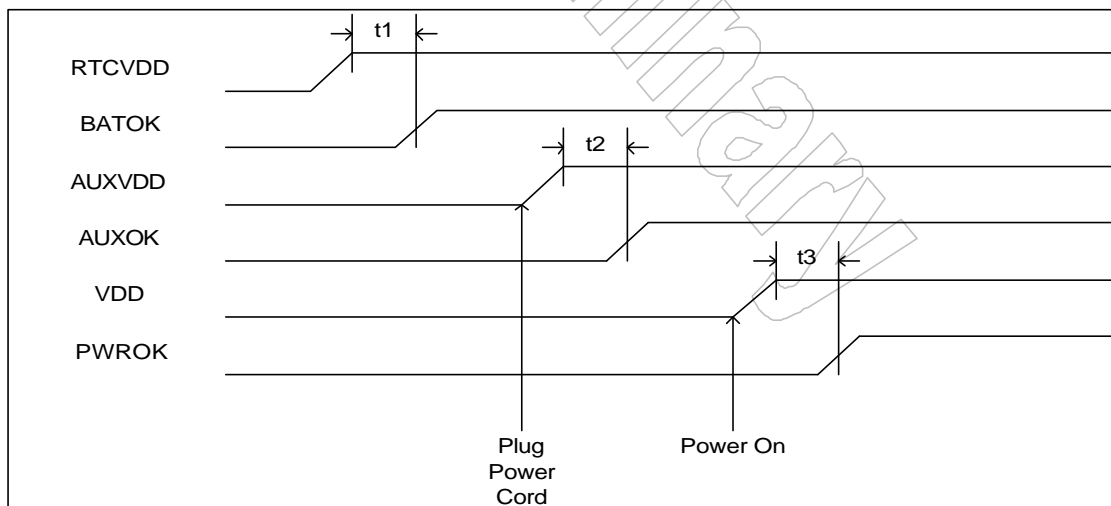 t1
RTCVDD
BATOK
t2
AUXVDD
AUXOK
t3
VDD
PWROK
Plug
Power
Cord
Power On